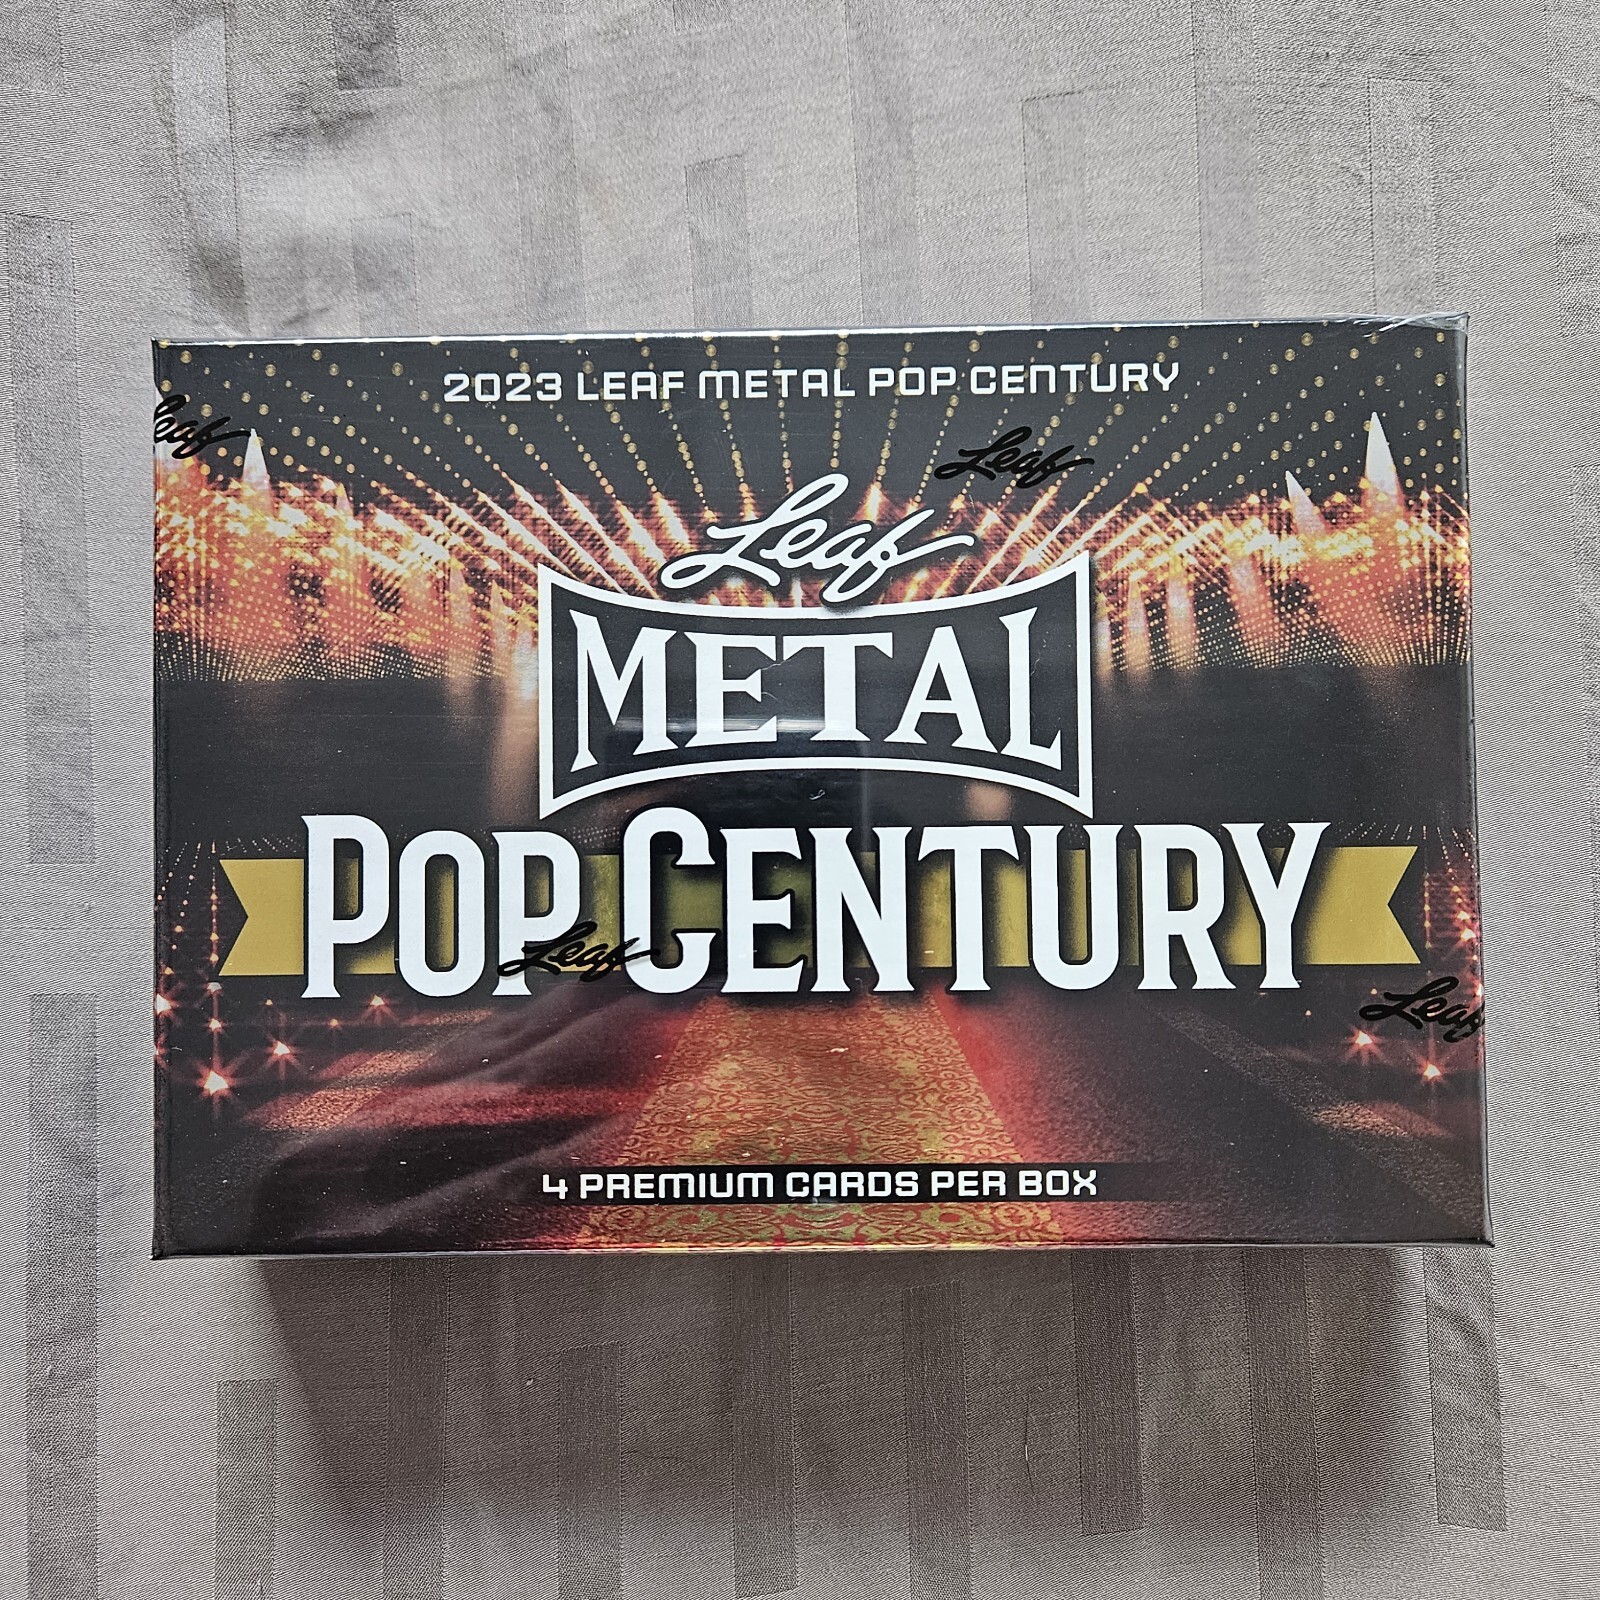 2023 LEAF METAL POP CENTURY
Leaf
Leaf
Leaf
METAL
POP CENTURY
Leaf
Leaf
4 PREMIUM CARDS PER BOX